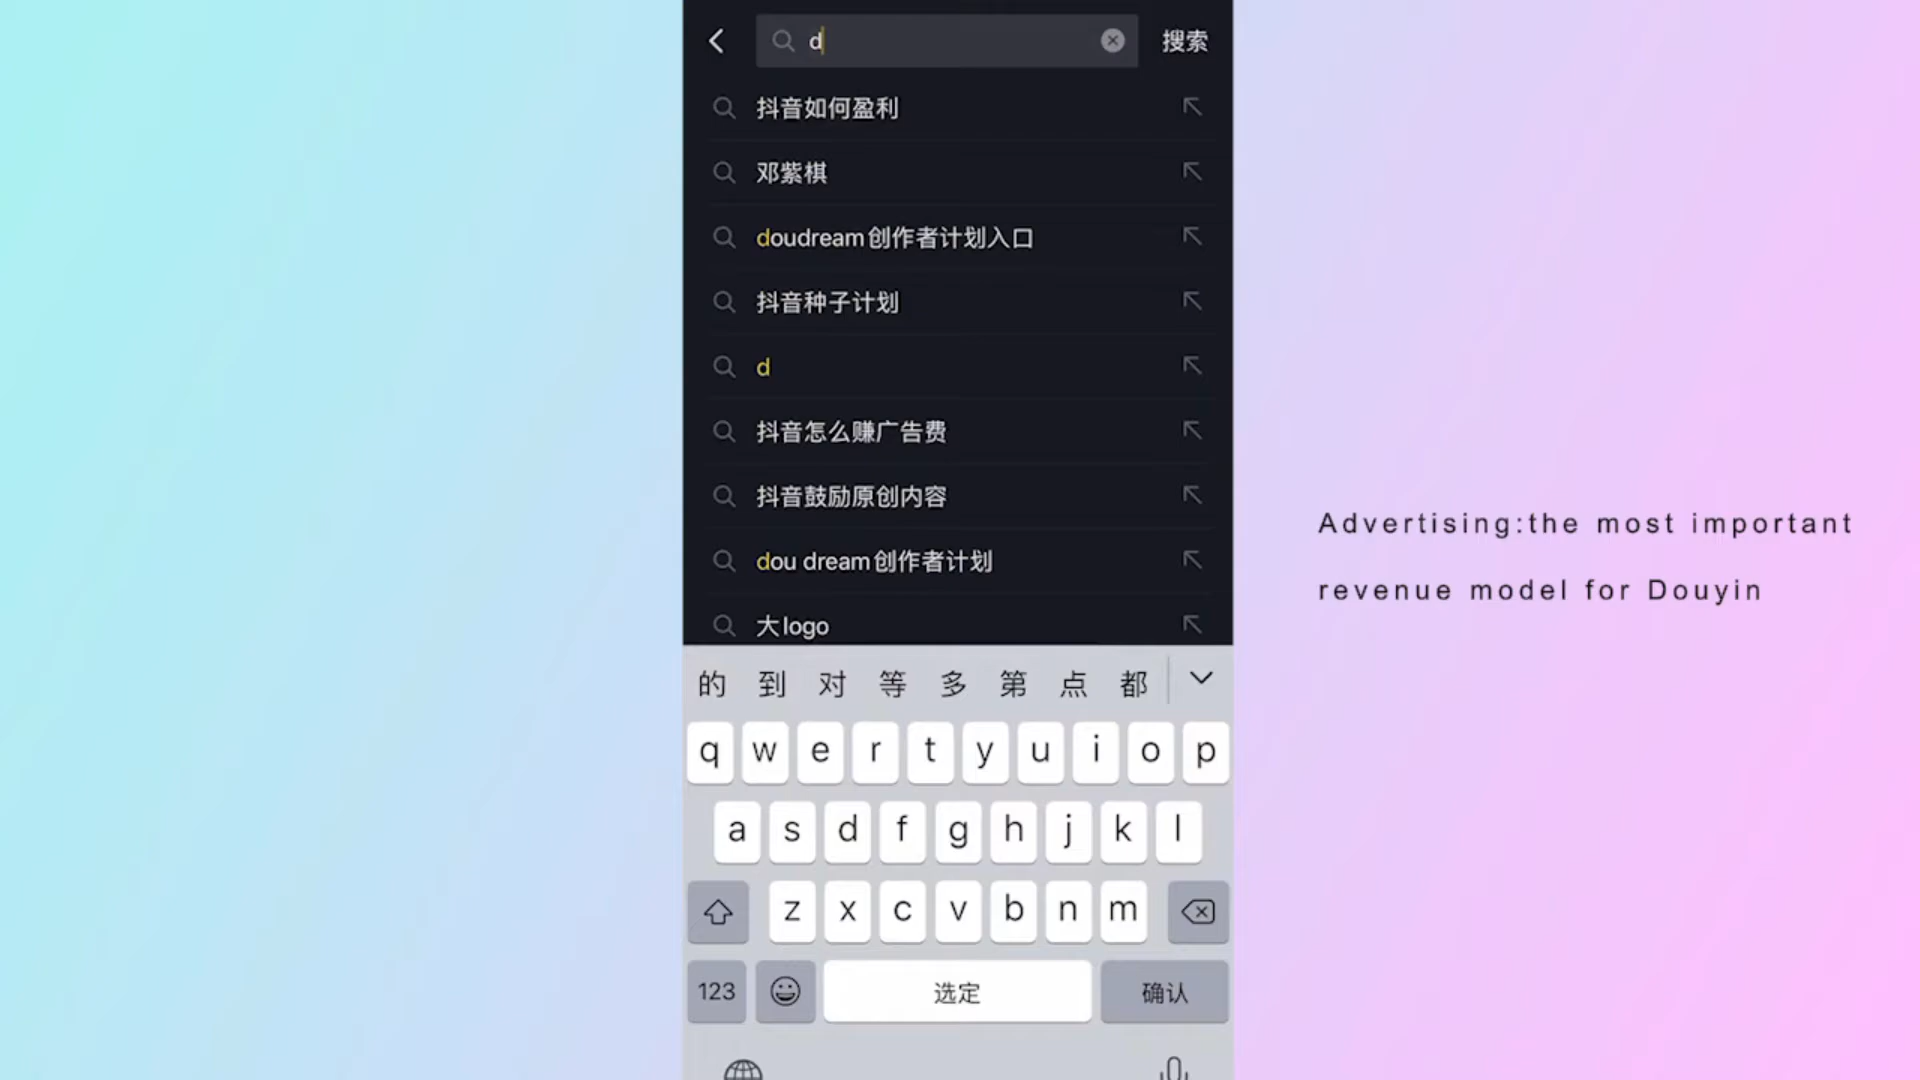 d 搜索
抖音如何盈利
邓紫棋
doudream创作者计划入口
抖音种子计划
d
抖音怎么赚广告费
抖音鼓励原创内容
dou dream创作者计划
大logo
的 到 对 等 多 第 点 都
q w e r t y u i o p
a s d f g h j k l
z x c v b n m
123 选定 确认
Advertising:the most important
revenue model for Douyin